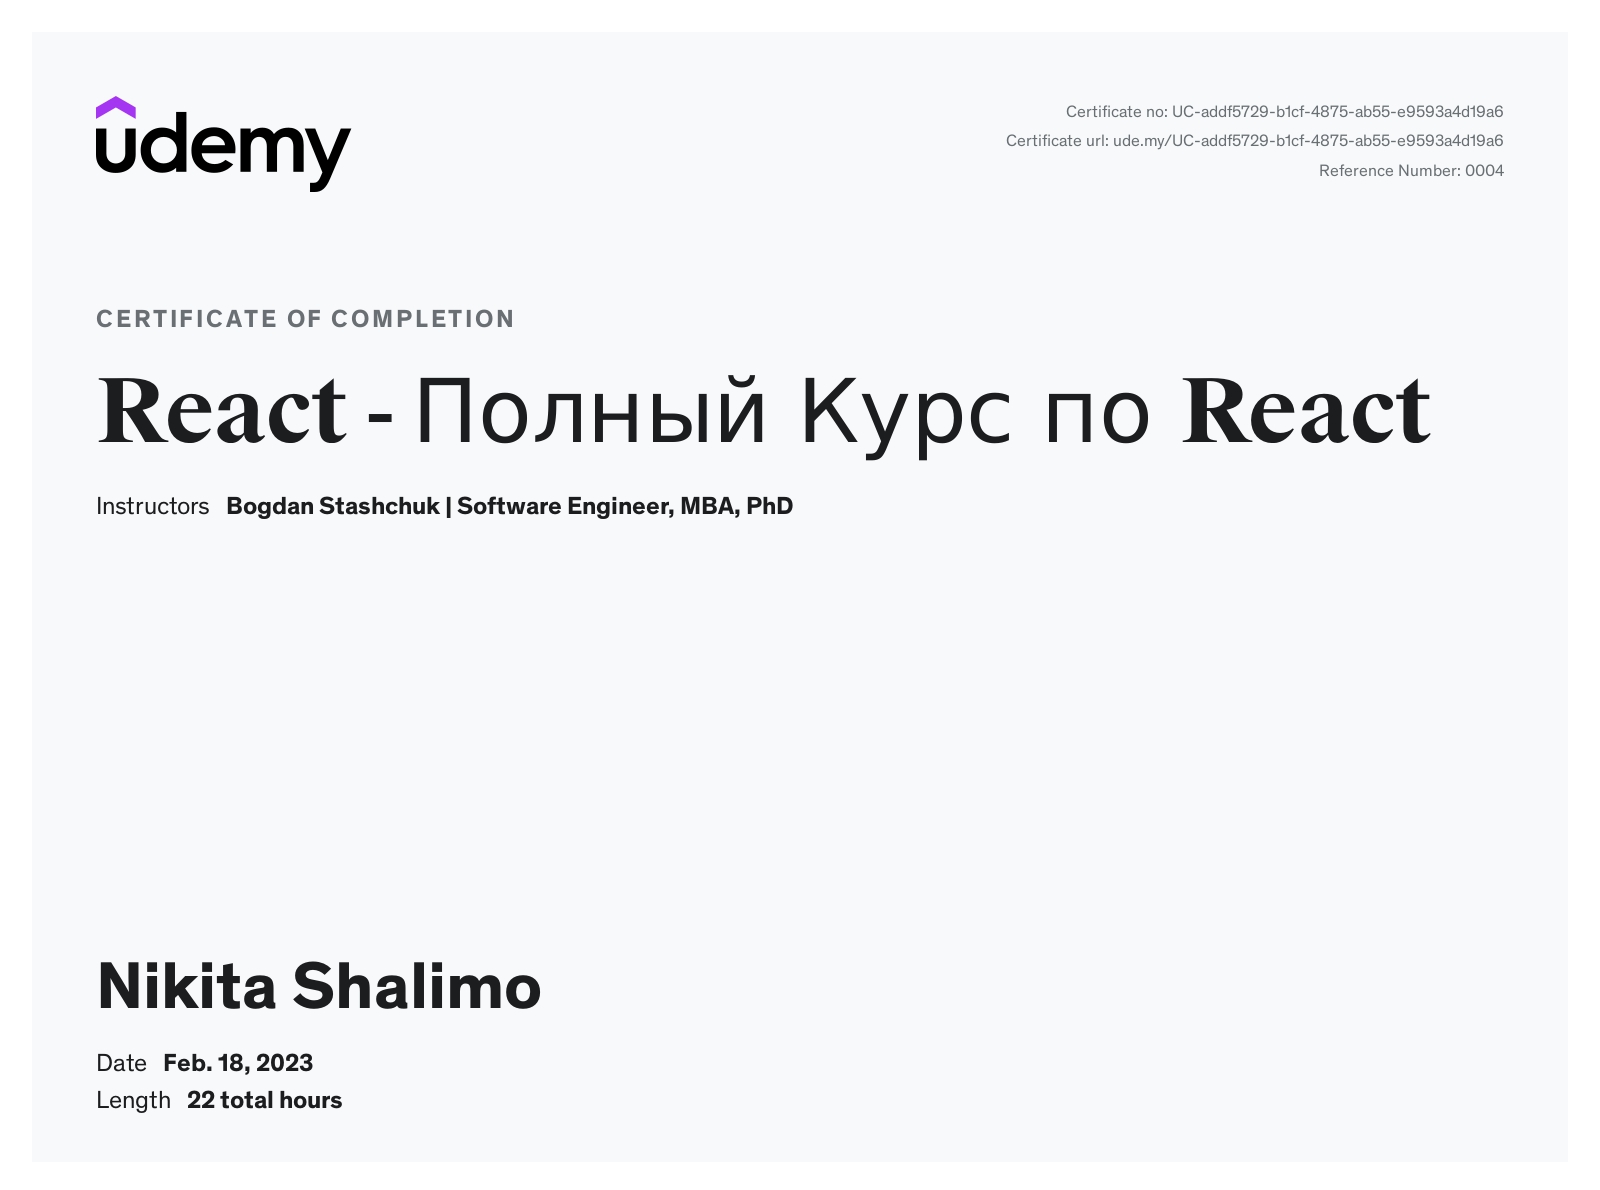 udemy
Certificate no: UC-addf5729-b1cf-4875-ab55-e9593a4d19a6
Certificate url: ude.my/UC-addf5729-b1cf-4875-ab55-e9593a4d19a6
Reference Number: 0004
CERTIFICATE OF COMPLETION
React - Полный Курс по React
Instructors Bogdan Stashchuk | Software Engineer, MBA, PhD
Nikita Shalimo
Date Feb. 18, 2023
Length 22 total hours